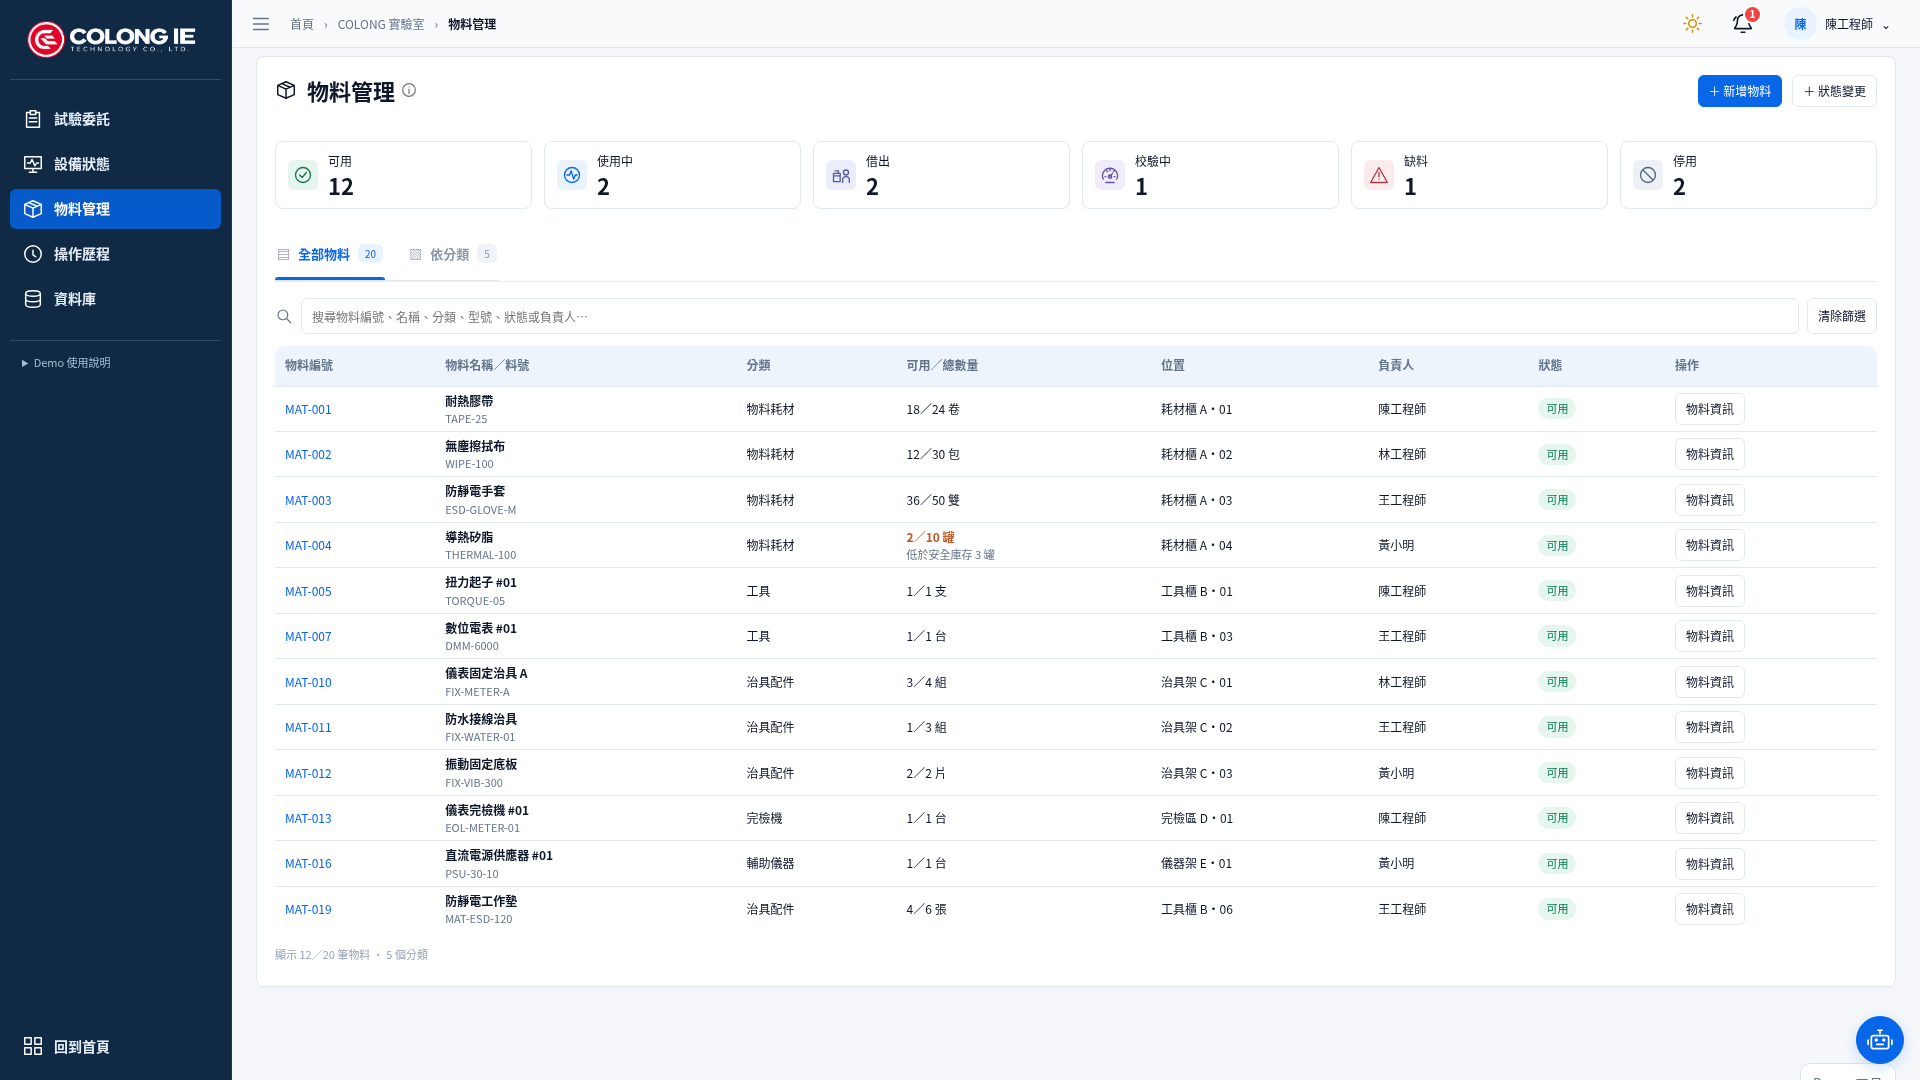 COLONG IE
TECHNOLOGY CO., LTD.
試驗委託
設備狀態
物料管理
操作歷程
資料庫
Demo 使用說明
回到首頁
首頁 › COLONG 實驗室 › 物料管理
1
陳 陳工程師
物料管理
＋ 新增物料
＋ 狀態變更
可用
12
使用中
2
借出
2
校驗中
1
缺料
1
停用
2
全部物料 20
依分類 5
搜尋物料編號、名稱、分類、型號、狀態或負責人…
清除篩選
物料編號 物料名稱／料號 分類 可用／總數量 位置 負責人 狀態 操作
MAT-001 耐熱膠帶 物料耗材 18／24 卷 耗材櫃 A・01 陳工程師 可用 物料資訊
TAPE-25
MAT-002 無塵擦拭布 物料耗材 12／30 包 耗材櫃 A・02 林工程師 可用 物料資訊
WIPE-100
MAT-003 防靜電手套 物料耗材 36／50 雙 耗材櫃 A・03 王工程師 可用 物料資訊
ESD-GLOVE-M
MAT-004 導熱矽脂 物料耗材 2／10 罐 耗材櫃 A・04 黃小明 可用 物料資訊
THERMAL-100 低於安全庫存 3 罐
MAT-005 扭力起子 #01 工具 1／1 支 工具櫃 B・01 陳工程師 可用 物料資訊
TORQUE-05
MAT-007 數位電表 #01 工具 1／1 台 工具櫃 B・03 王工程師 可用 物料資訊
DMM-6000
MAT-010 儀表固定治具 A 治具配件 3／4 組 治具架 C・01 林工程師 可用 物料資訊
FIX-METER-A
MAT-011 防水接線治具 治具配件 1／3 組 治具架 C・02 王工程師 可用 物料資訊
FIX-WATER-01
MAT-012 振動固定底板 治具配件 2／2 片 治具架 C・03 黃小明 可用 物料資訊
FIX-VIB-300
MAT-013 儀表完檢機 #01 完檢機 1／1 台 完檢區 D・01 陳工程師 可用 物料資訊
EOL-METER-01
MAT-016 直流電源供應器 #01 輔助儀器 1／1 台 儀器架 E・01 黃小明 可用 物料資訊
PSU-30-10
MAT-019 防靜電工作墊 治具配件 4／6 張 工具櫃 B・06 王工程師 可用 物料資訊
MAT-ESD-120
顯示 12／20 筆物料 ・ 5 個分類